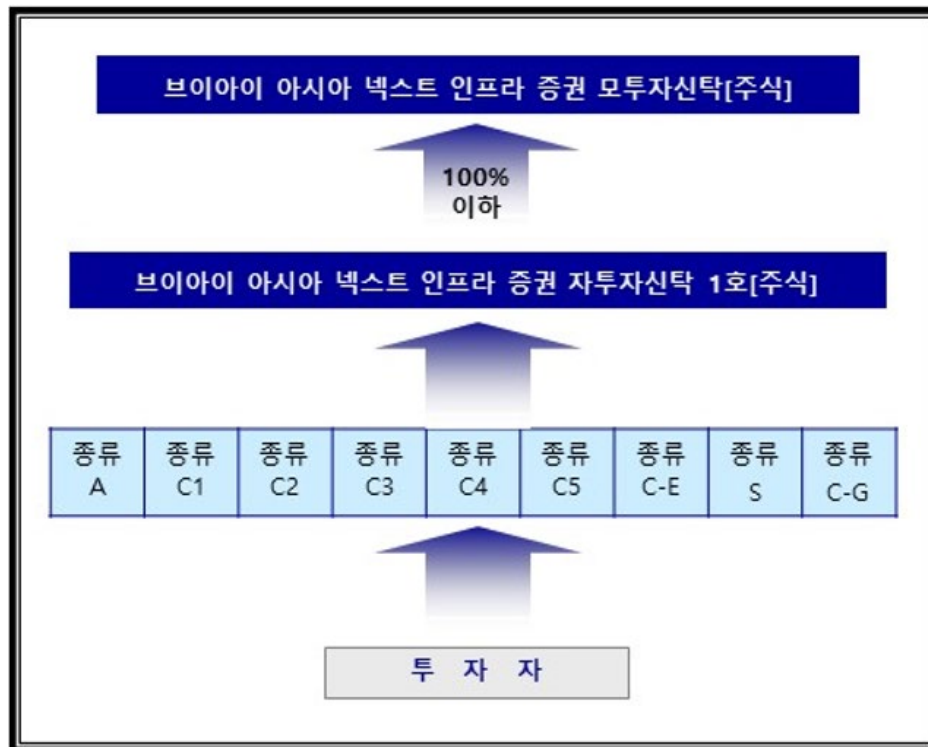 브이아이 아시아 넥스트 인프라 증권 모투자신탁[주식]
100%
이하
브이아이 아시아 넥스트 인프라 증권 자투자신탁 1호[주식]
종류 종류 종류 종류 종류 종류 종류 종류 종류
A C1 C2 C3 C4 C5 C-E S C-G
투 자 자